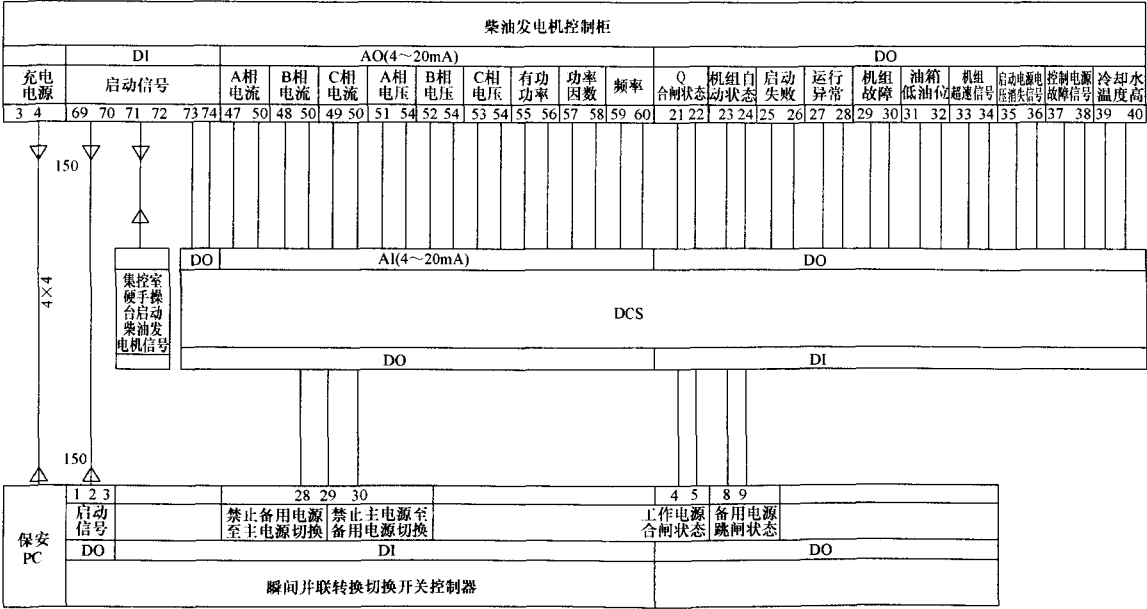 柴油发电机控制柜
DI AO(4～20mA) DO
充电 启动信号 A相 B相 C相 A相 B相 C相 有功 功率 频率 Q 机组自 启动 运行 机组 油箱 机组 启动电源电 控制电源 冷却水
电源 电流 电流 电流 电压 电压 电压 功率 因数 合闸状态 动状态 失败 异常 故障 低油位 超速信号 压消失信号 故障信号 温度高
3 4 69 70 71 72 73 74 47 50 48 50 49 50 51 54 52 54 53 54 55 56 57 58 59 60 21 22 23 24 25 26 27 28 29 30 31 32 33 34 35 36 37 38 39 40
150
4×4
集控室
硬手操
台启动
柴油发
电机信号
DO AI(4～20mA) DO
DCS
DO DI
150
1 2 3 28 29 30 4 5 8 9
启动 禁止备用电源 禁止主电源至 工作电源 备用电源
信号 至主电源切换 备用电源切换 合闸状态 跳闸状态
保安
PC
DO DI DO
瞬间并联转换切换开关控制器